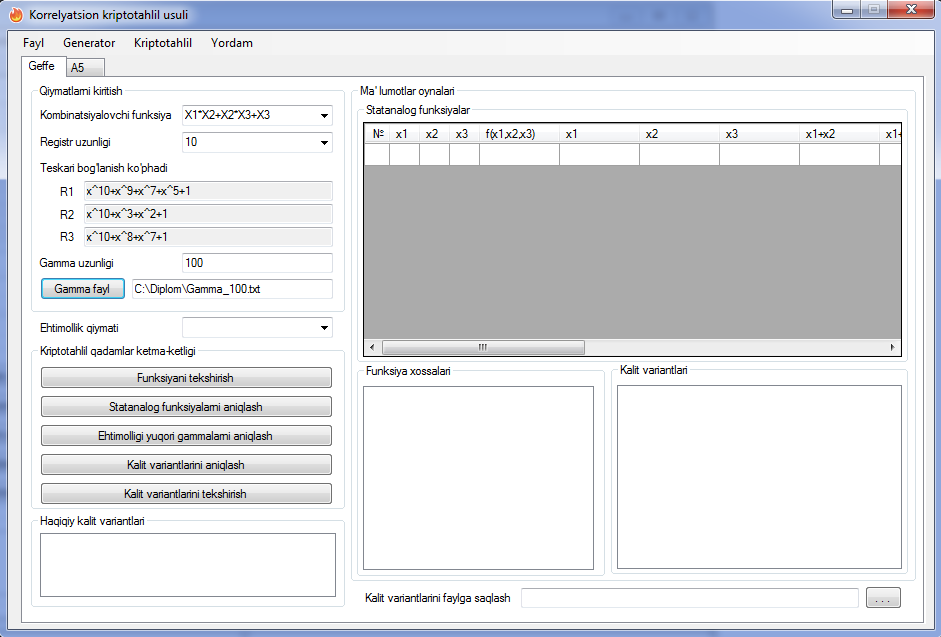 Korrelyatsion kriptotahlil usuli
Fayl Generator Kriptotahlil Yordam
Geffe A5
Qiymatlarni kiritish
Kombinatsiyalovchi funksiya X1*X2+X2*X3+X3
Registr uzunligi 10
Teskari bog'lanish ko'phadi
R1 x^10+x^9+x^7+x^5+1
R2 x^10+x^3+x^2+1
R3 x^10+x^8+x^7+1
Gamma uzunligi 100
Gamma fayl C:\Diplom\Gamma_100.txt
Ehtimollik qiymati
Kriptotahlil qadamlar ketma-ketligi
Funksiyani tekshirish
Statanalog funksiyalarni aniqlash
Ehtimolligi yuqori gammalarni aniqlash
Kalit variantlarini aniqlash
Kalit variantlarini tekshirish
Haqiqiy kalit variantlari
Ma'lumotlar oynalari
Statanalog funksiyalar
№ x1 x2 x3 f(x1,x2,x3) x1 x2 x3 x1+x2 x1+
Funksiya xossalari
Kalit variantlari
Kalit variantlarini faylga saqlash ...